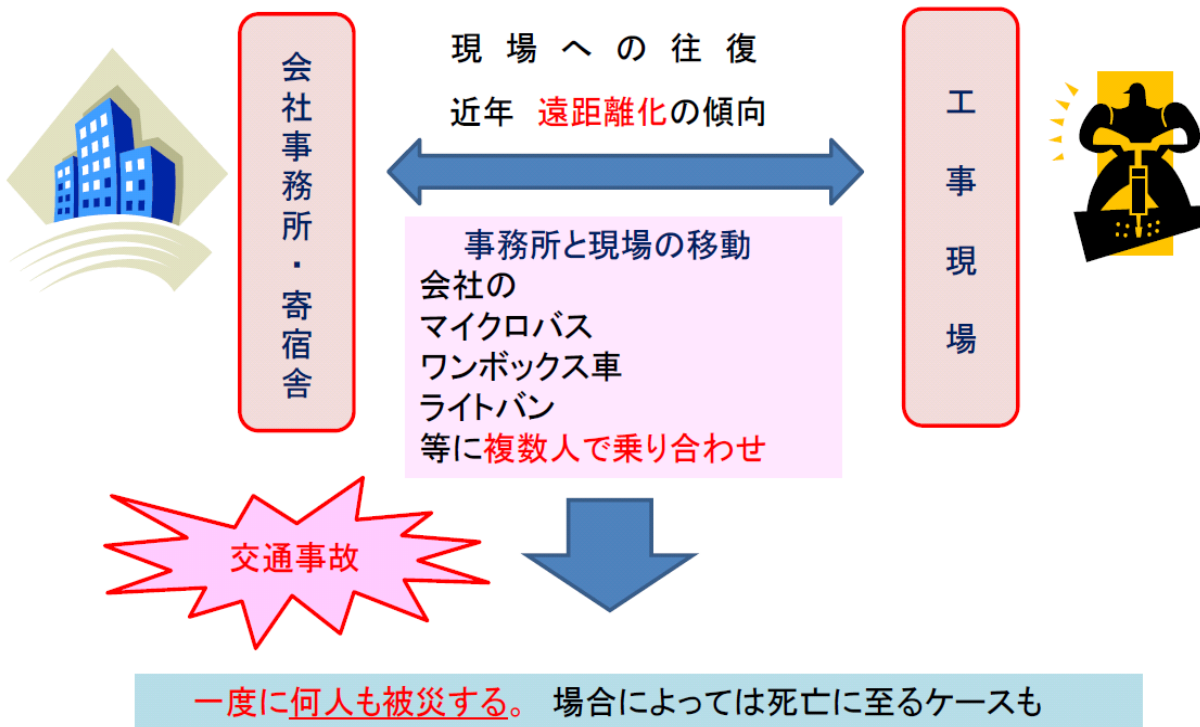 会社事務所・寄宿舎
現場への往復
近年 遠距離化の傾向
工事現場
事務所と現場の移動
会社の
マイクロバス
ワンボックス車
ライトバン
等に複数人で乗り合わせ
交通事故
一度に何人も被災する。 場合によっては死亡に至るケースも